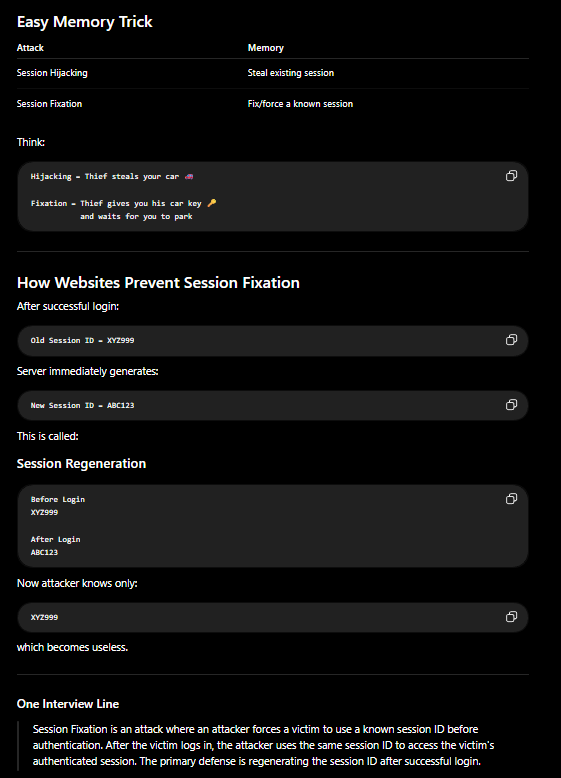 Easy Memory Trick
Attack Memory
Session Hijacking Steal existing session
Session Fixation Fix/force a known session
Think:
Hijacking = Thief steals your car 🚗
Fixation = Thief gives you his car key 🔑
and waits for you to park
How Websites Prevent Session Fixation
After successful login:
Old Session ID = XYZ999
Server immediately generates:
New Session ID = ABC123
This is called:
Session Regeneration
Before Login
XYZ999
After Login
ABC123
Now attacker knows only:
XYZ999
which becomes useless.
One Interview Line
Session Fixation is an attack where an attacker forces a victim to use a known session ID before
authentication. After the victim logs in, the attacker uses the same session ID to access the victim's
authenticated session. The primary defense is regenerating the session ID after successful login.